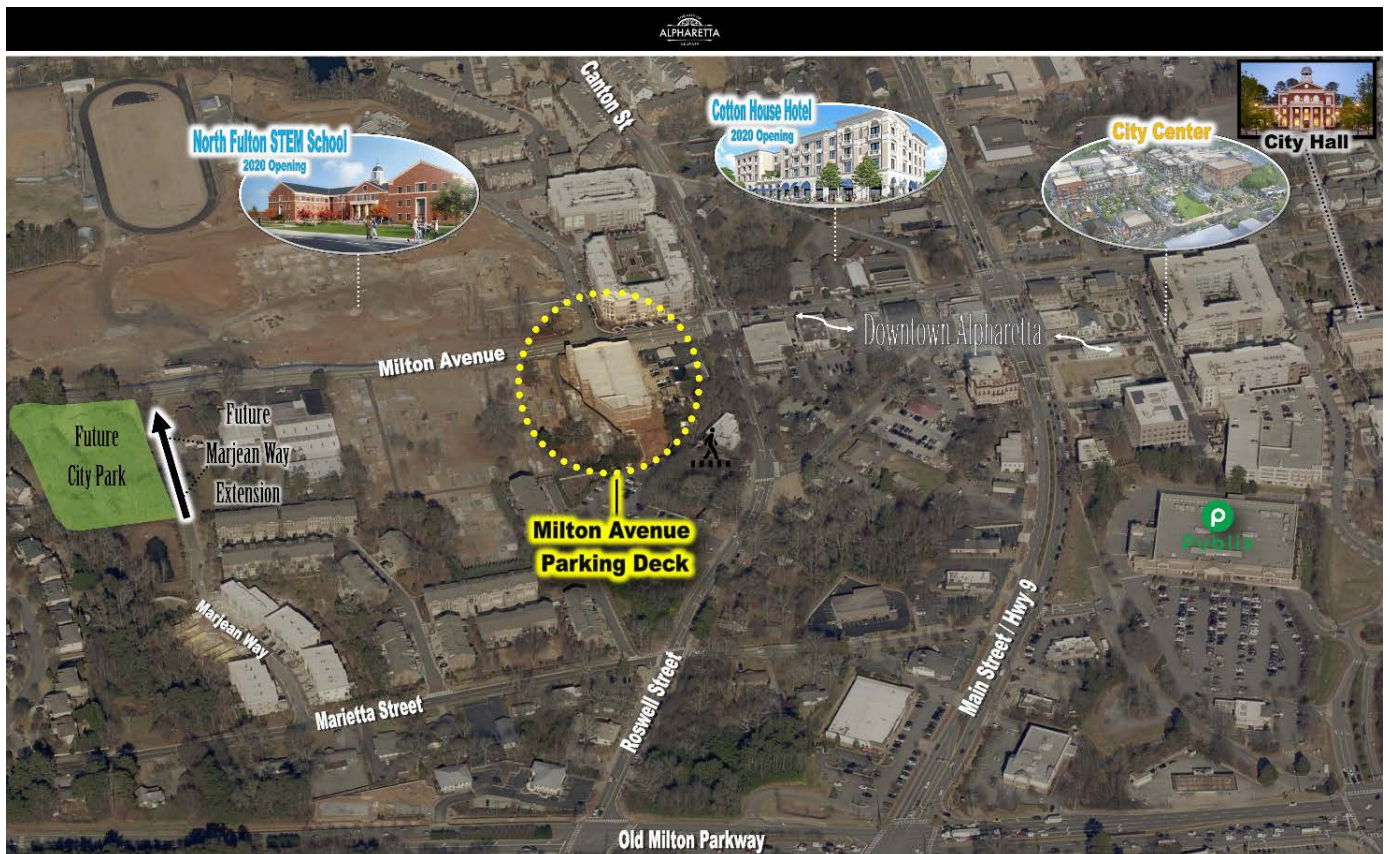 ALPHARETTA
Canton St
North Fulton STEM School
2020 Opening
Cotton House Hotel
2020 Opening
City Center
City Hall
Downtown Alpharetta
Milton Avenue
Future
City Park
Future
Marjean Way
Extension
Milton Avenue
Parking Deck
Publix
Marjean Way
Marietta Street
Roswell Street
Main Street / Hwy 9
Old Milton Parkway